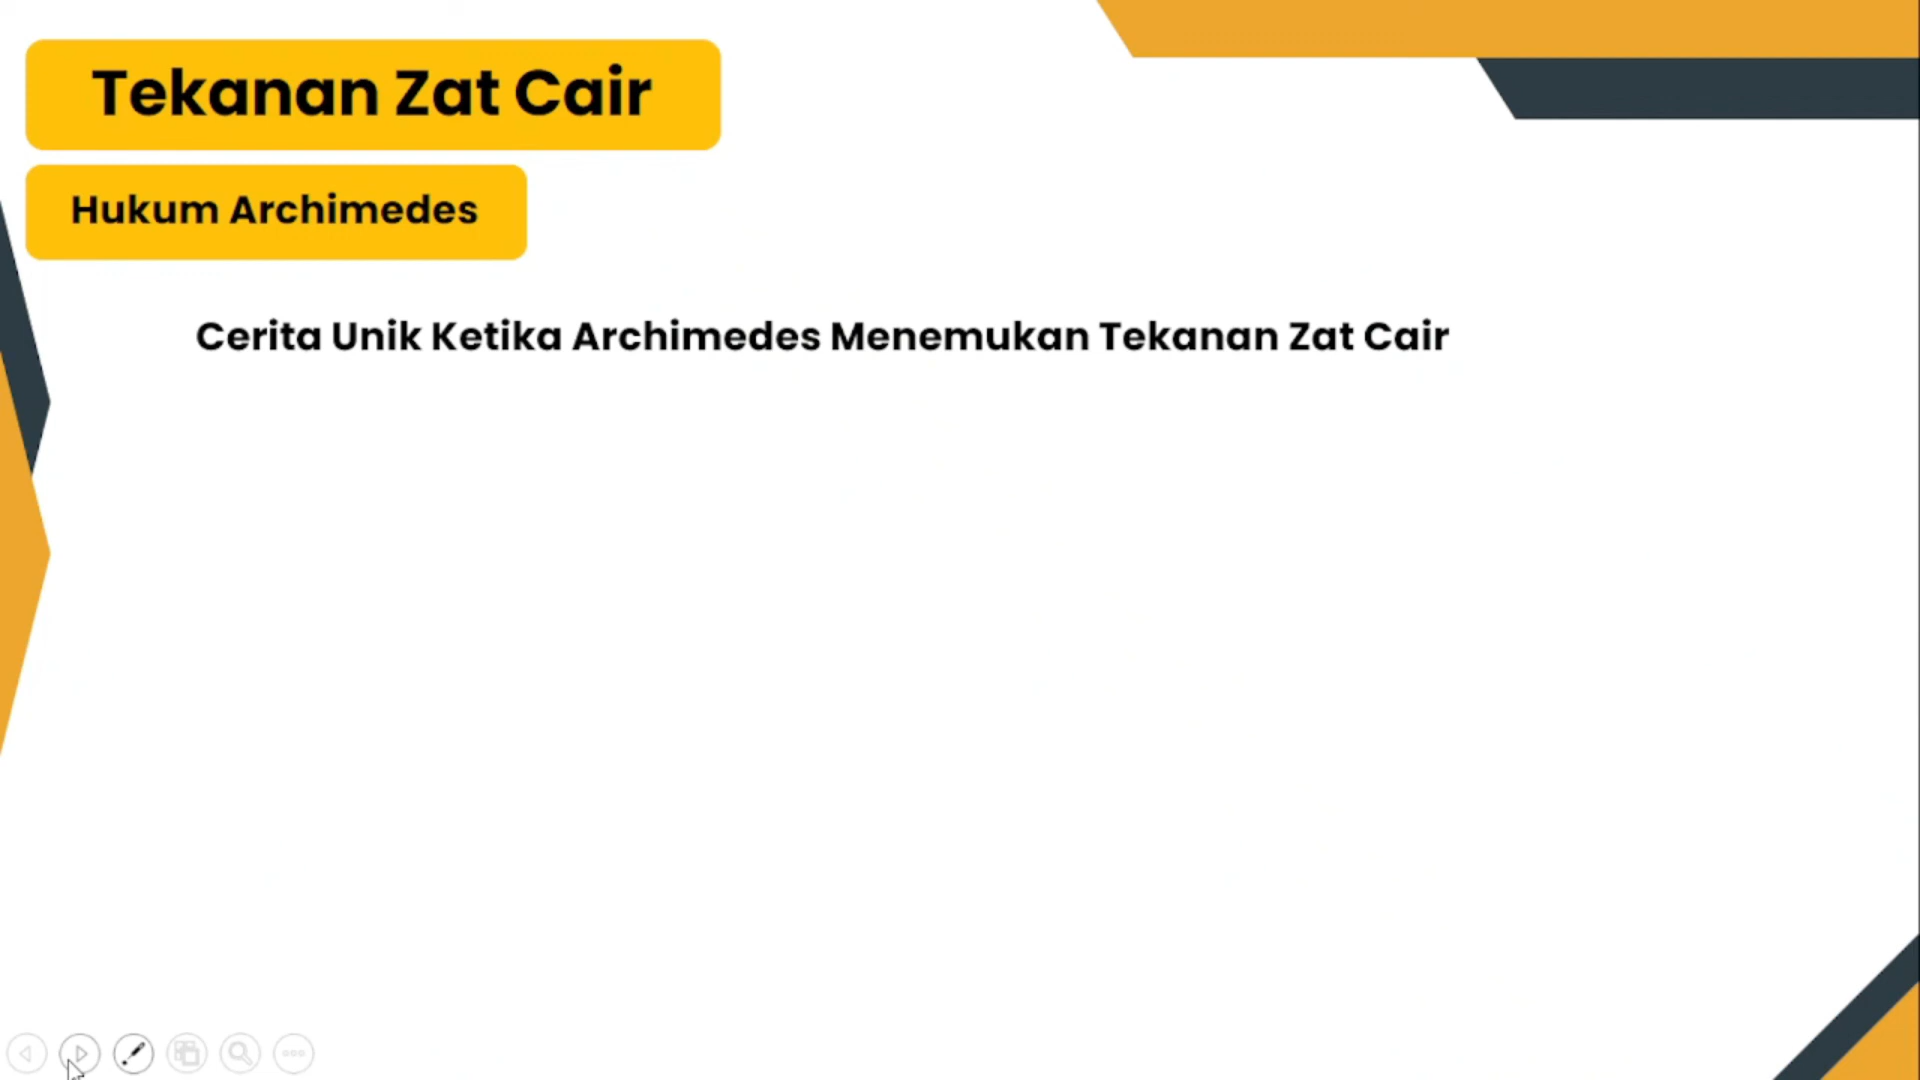 Tekanan Zat Cair
Hukum Archimedes
Cerita Unik Ketika Archimedes Menemukan Tekanan Zat Cair